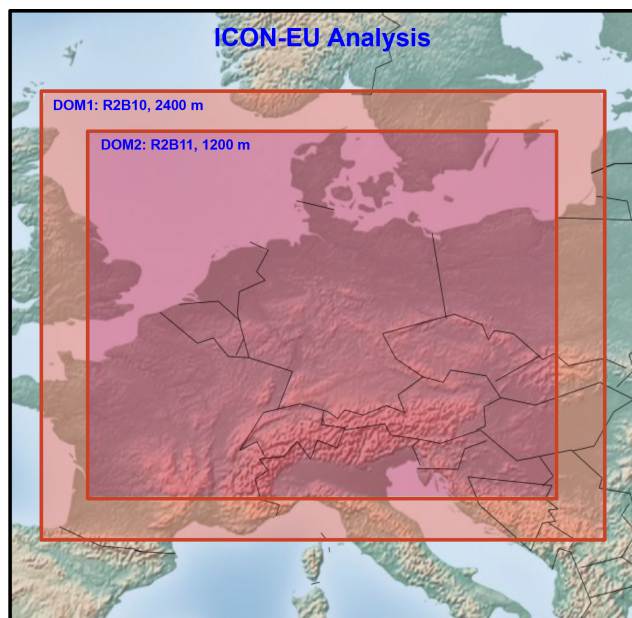 ICON-EU Analysis
DOM1: R2B10, 2400 m
DOM2: R2B11, 1200 m